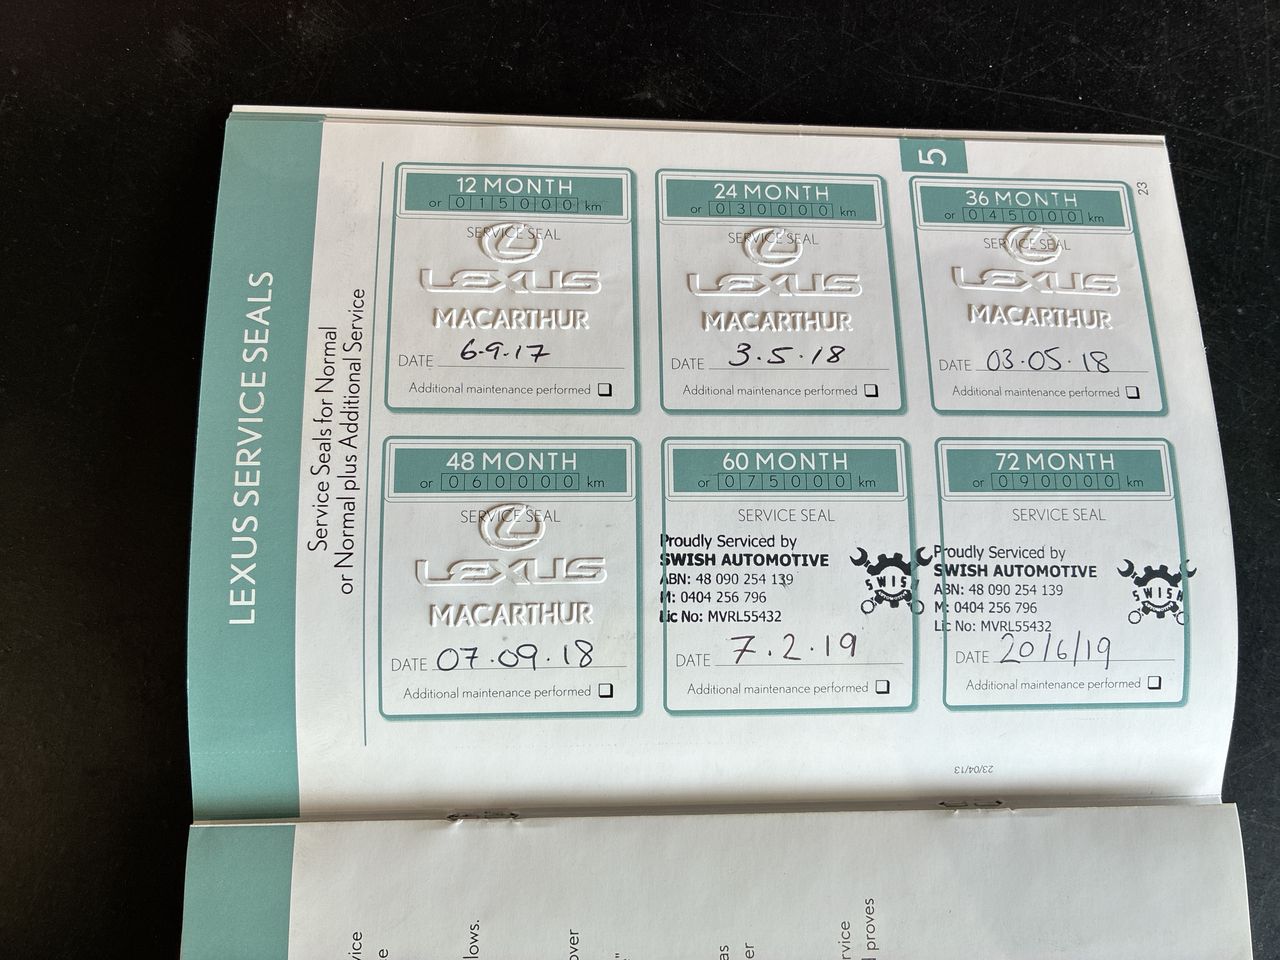 LEXUS SERVICE SEALS
Service Seals for Normal
or Normal plus Additional Service
5
23
12 MONTH
or 015000 km
SERVICE SEAL
LEXUS
MACARTHUR
DATE 6.9.17
Additional maintenance performed
24 MONTH
or 030000 km
SERVICE SEAL
LEXUS
MACARTHUR
DATE 3.5.18
Additional maintenance performed
36 MONTH
or 045000 km
SERVICE SEAL
LEXUS
MACARTHUR
DATE 03.05.18
Additional maintenance performed
48 MONTH
or 060000 km
SERVICE SEAL
LEXUS
MACARTHUR
DATE 07.09.18
Additional maintenance performed
60 MONTH
or 075000 km
SERVICE SEAL
Proudly Serviced by
SWISH AUTOMOTIVE
ABN: 48 090 254 139
M: 0404 256 796
Lic No: MVRL55432
SWISH
DATE 7.2.19
Additional maintenance performed
72 MONTH
or 090000 km
SERVICE SEAL
Proudly Serviced by
SWISH AUTOMOTIVE
ABN: 48 090 254 139
M: 0404 256 796
Lic No: MVRL55432
SWISH
DATE 20/6/19
Additional maintenance performed
23/04/13
vice
e
lows.
over
as
er
rvice
proves